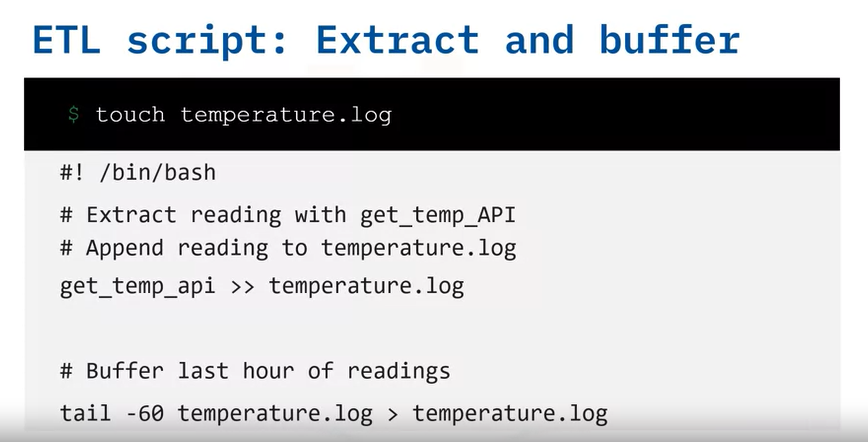 ETL script: Extract and buffer
$ touch temperature.log
#! /bin/bash
# Extract reading with get_temp_API
# Append reading to temperature.log
get_temp_api >> temperature.log
# Buffer last hour of readings
tail -60 temperature.log > temperature.log